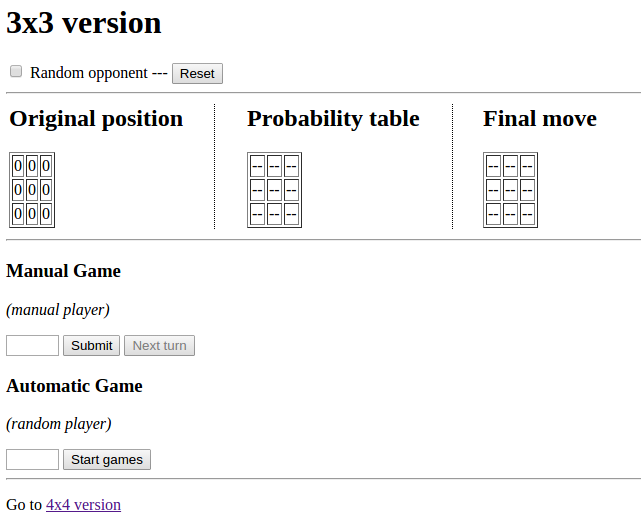 3x3 version
Random opponent --- Reset
Original position Probability table Final move
0 0 0 -- -- -- -- -- --
0 0 0 -- -- -- -- -- --
0 0 0 -- -- -- -- -- --
Manual Game
(manual player)
Submit Next turn
Automatic Game
(random player)
Start games
Go to 4x4 version